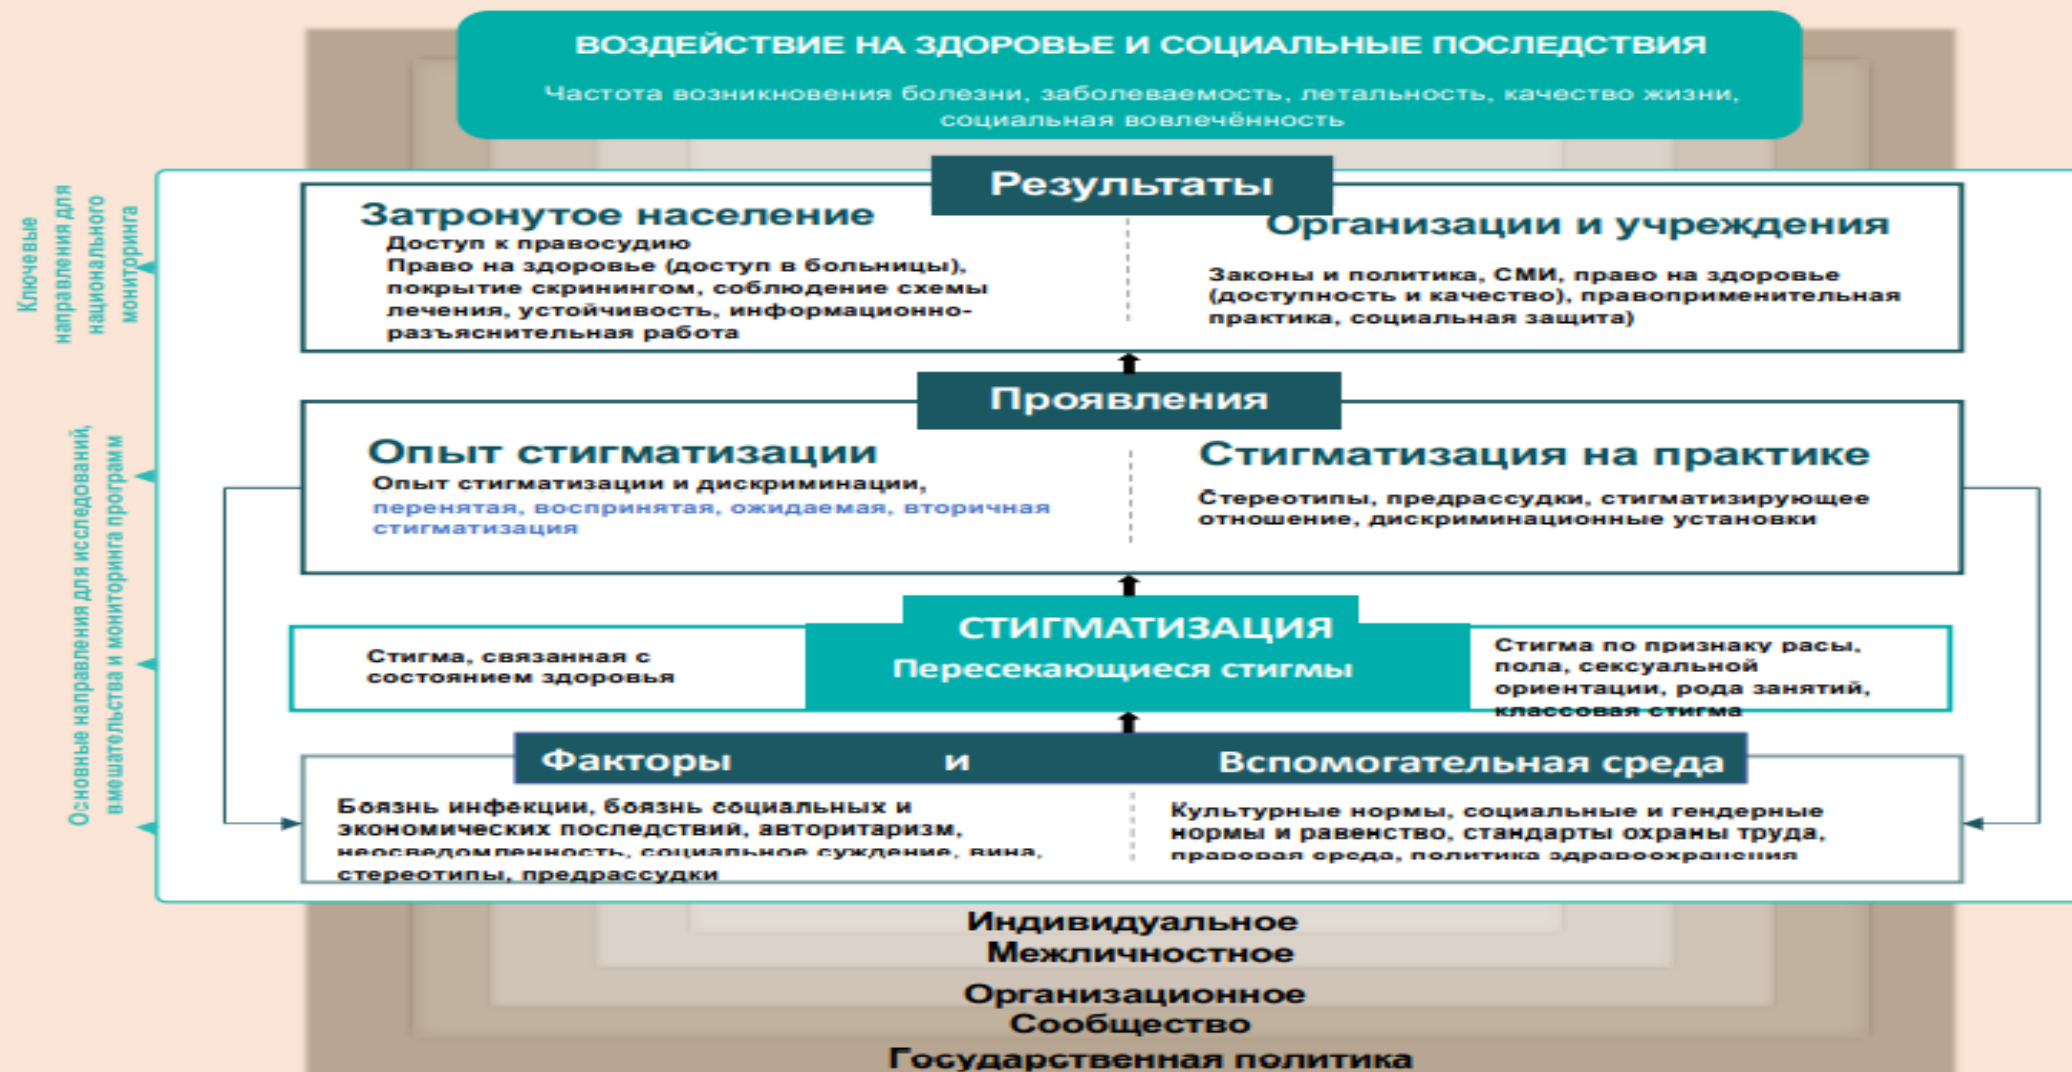 ВОЗДЕЙСТВИЕ НА ЗДОРОВЬЕ И СОЦИАЛЬНЫЕ ПОСЛЕДСТВИЯ
Частота возникновения болезни, заболеваемость, летальность, качество жизни,
социальная вовлечённость
Ключевые
направления для
национального
мониторинга
Результаты
Затронутое население
Доступ к правосудию
Право на здоровье (доступ в больницы),
покрытие скринингом, соблюдение схемы
лечения, устойчивость, информационно-
разъяснительная работа
Организации и учреждения
Законы и политика, СМИ, право на здоровье
(доступность и качество), правоприменительная
практика, социальная защита)
Основные направления для исследований,
вмешательства и мониторинга программ
Проявления
Опыт стигматизации
Опыт стигматизации и дискриминации,
перенятая, воспринятая, ожидаемая, вторичная
стигматизация
Стигматизация на практике
Стереотипы, предрассудки, стигматизирующее
отношение, дискриминационные установки
СТИГМАТИЗАЦИЯ
Пересекающиеся стигмы
Стигма, связанная с
состоянием здоровья
Стигма по признаку расы,
пола, сексуальной
ориентации, рода занятий,
классовая стигма
Факторы и Вспомогательная среда
Боязнь инфекции, боязнь социальных и
экономических последствий, авторитаризм,
неосведомленность, социальное суждение, вина,
стереотипы, предрассудки
Культурные нормы, социальные и гендерные
нормы и равенство, стандарты охраны труда,
правовая среда, политика здравоохранения
Индивидуальное
Межличностное
Организационное
Сообщество
Государственная политика